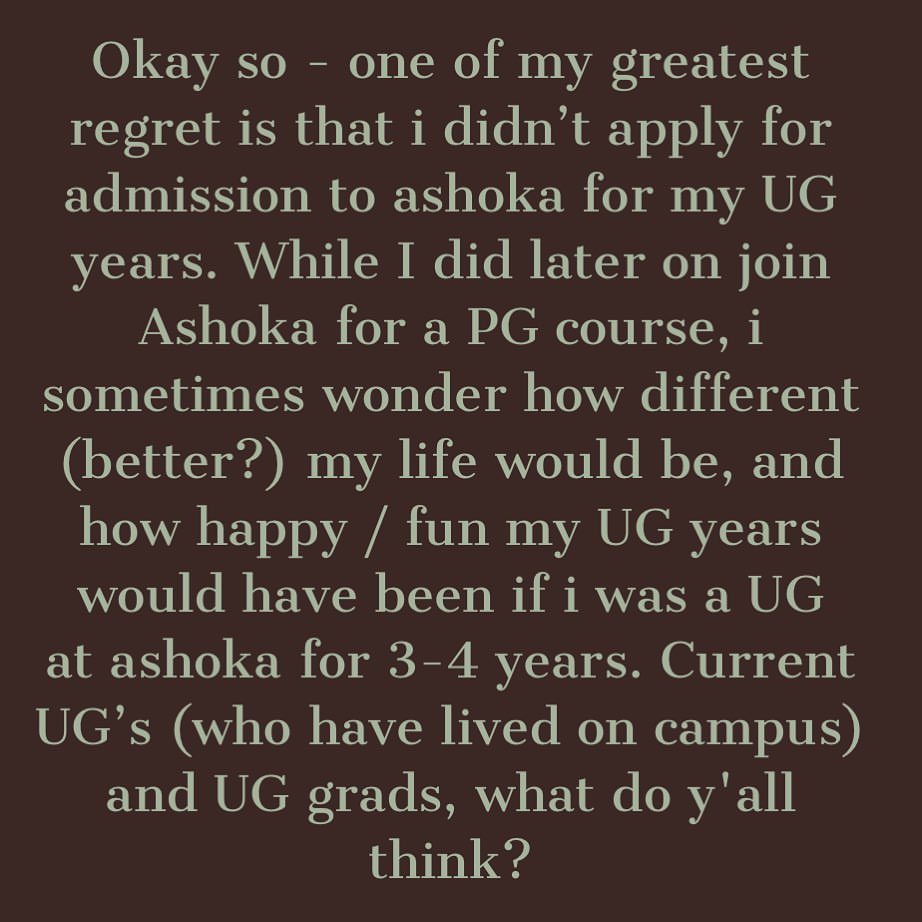 Okay so - one of my greatest
regret is that i didn’t apply for
admission to ashoka for my UG
years. While I did later on join
Ashoka for a PG course, i
sometimes wonder how different
(better?) my life would be, and
how happy / fun my UG years
would have been if i was a UG
at ashoka for 3-4 years. Current
UG’s (who have lived on campus)
and UG grads, what do y'all
think?